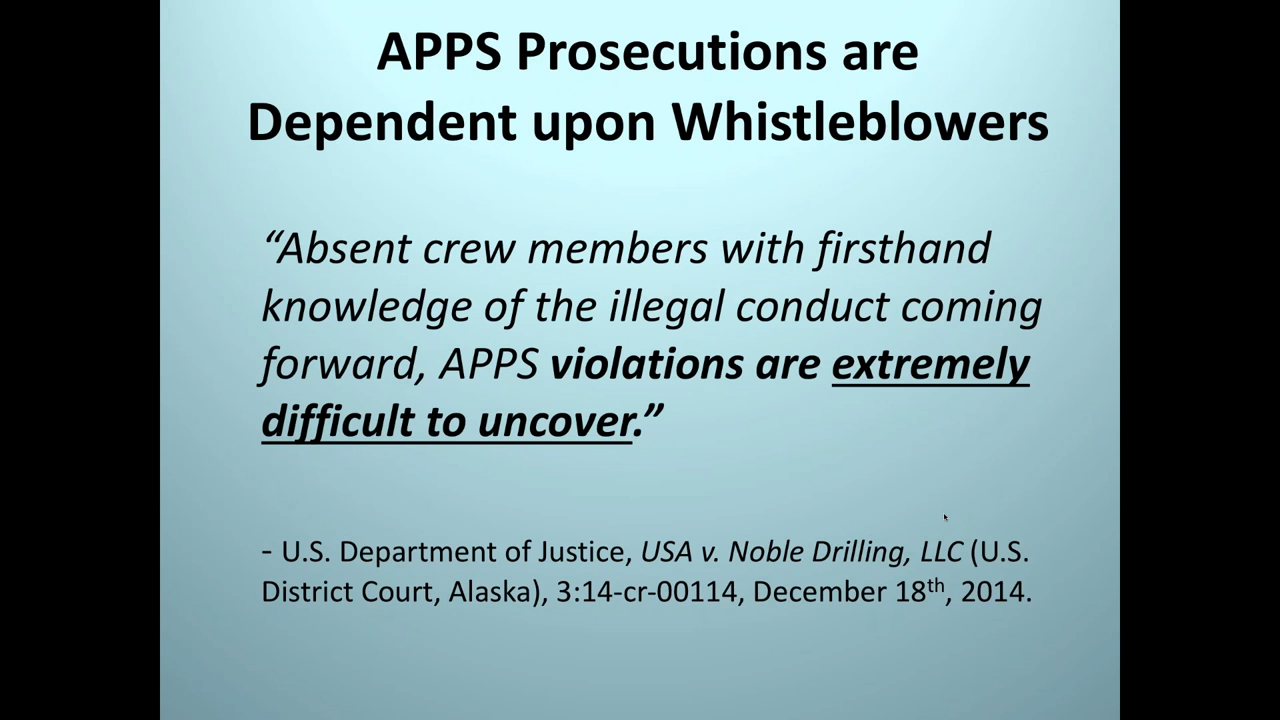 APPS Prosecutions are
Dependent upon Whistleblowers
“Absent crew members with firsthand
knowledge of the illegal conduct coming
forward, APPS violations are extremely
difficult to uncover.”
- U.S. Department of Justice, USA v. Noble Drilling, LLC (U.S.
District Court, Alaska), 3:14-cr-00114, December 18th, 2014.